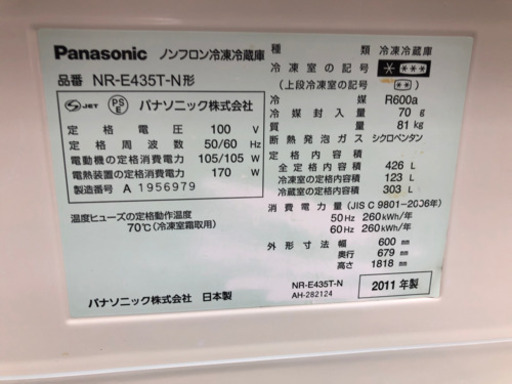 Panasonic ノンフロン冷凍冷蔵庫
品番 NR-E435T-N形
JET PSE パナソニック株式会社
定格電圧 100 V
定格周波数 50/60 Hz
電動機の定格消費電力 105/105 W
電熱装置の定格消費電力 170 W
製造番号 A 1956979
温度ヒューズの定格動作温度
70℃(冷凍室霜取用)
パナソニック株式会社 日本製
種類 冷凍冷蔵庫
冷凍室の記号 * ***
(上段冷凍室の記号 **)
冷媒 R600a
冷媒封入量 70 g
質量 81 kg
断熱発泡ガス シクロペンタン
定格内容積
全定格内容積 426 L
冷凍室の定格内容積 123 L
冷蔵室の定格内容積 303 L
消費電力量 (JIS C 9801-2006年)
50 Hz 260 kWh/年
60 Hz 260 kWh/年
外形寸法 幅 600 mm
奥行 679 mm
高さ 1818 mm
NR-E435T-N
AH-282124
2011 年製